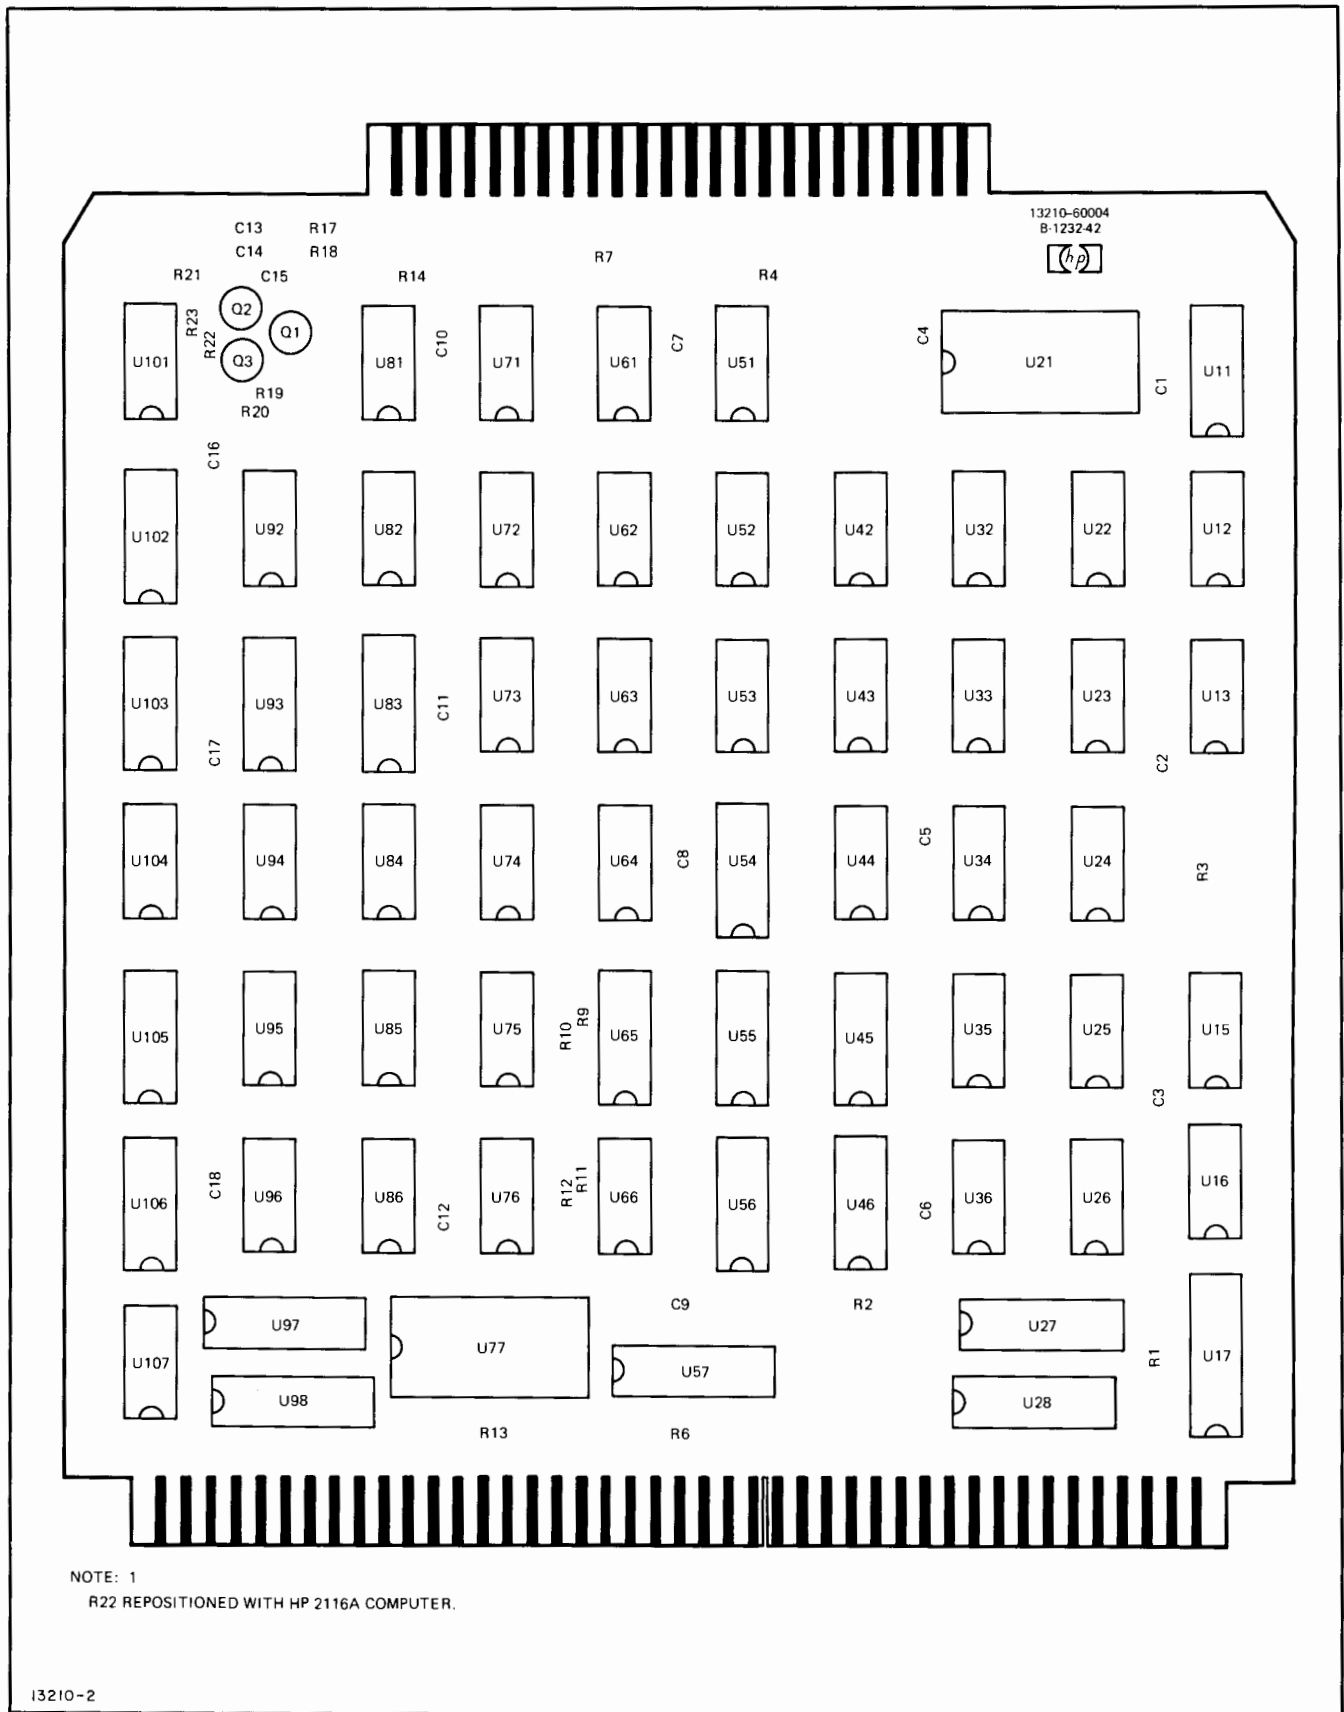 13210-60004
B-1232-42
hp
C13 R17
C14 R18
R21 C15 R14 R7 R4
R23 R22 Q2 Q1 Q3
R19
R20
U101 U81 C10 U71 U61 C7 U51 C4 U21 C1 U11
C16
U102 U92 U82 U72 U62 U52 U42 U32 U22 U12
U103 C17 U93 U83 C11 U73 U63 U53 U43 U33 U23 C2 U13
U104 U94 U84 U74 U64 C8 U54 U44 C5 U34 U24 R3
U105 U95 U85 U75 R10 R9 U65 U55 U45 U35 U25 C3 U15
U106 C18 U96 U86 C12 U76 R12 R11 U66 U56 U46 C6 U36 U26 U16
C9 R2
U107 U97 U77 U57 U27 R1 U17
U98 U28
R13 R6
NOTE: 1
R22 REPOSITIONED WITH HP 2116A COMPUTER.
13210-2